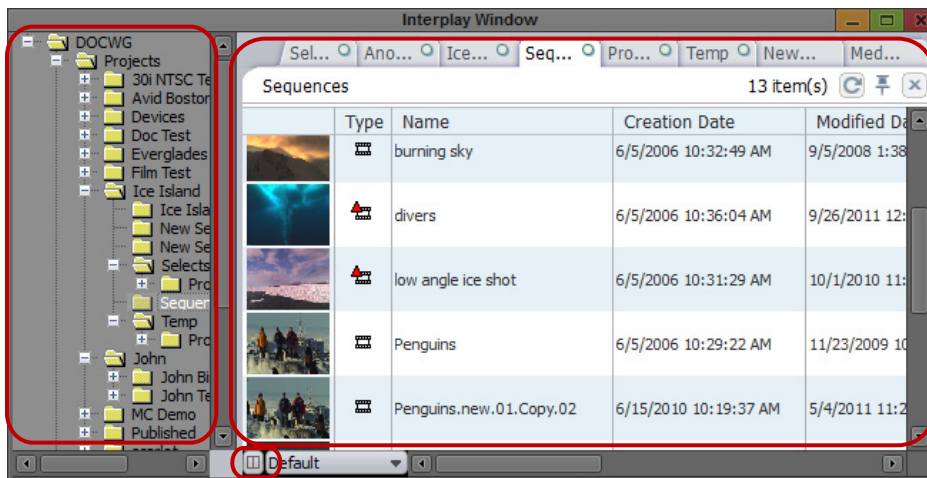 Interplay Window
DOCWG
Projects
30i NTSC Te
Avid Boston
Devices
Doc Test
Everglades
Film Test
Ice Island
Ice Isla
New Se
New Se
Selects
Pro
Sequen
Temp
Pro
John
John Bi
John Te
MC Demo
Published
Sel... Ano... Ice... Seq... Pro... Temp New... Med...
Sequences 13 item(s)
Type Name Creation Date Modified Da
burning sky 6/5/2006 10:32:49 AM 9/5/2008 1:38
divers 6/5/2006 10:36:04 AM 9/26/2011 12:
low angle ice shot 6/5/2006 10:31:29 AM 10/1/2010 11:
Penguins 6/5/2006 10:29:22 AM 11/23/2009 10
Penguins.new.01.Copy.02 6/15/2010 10:19:37 AM 5/4/2011 11:2
Default